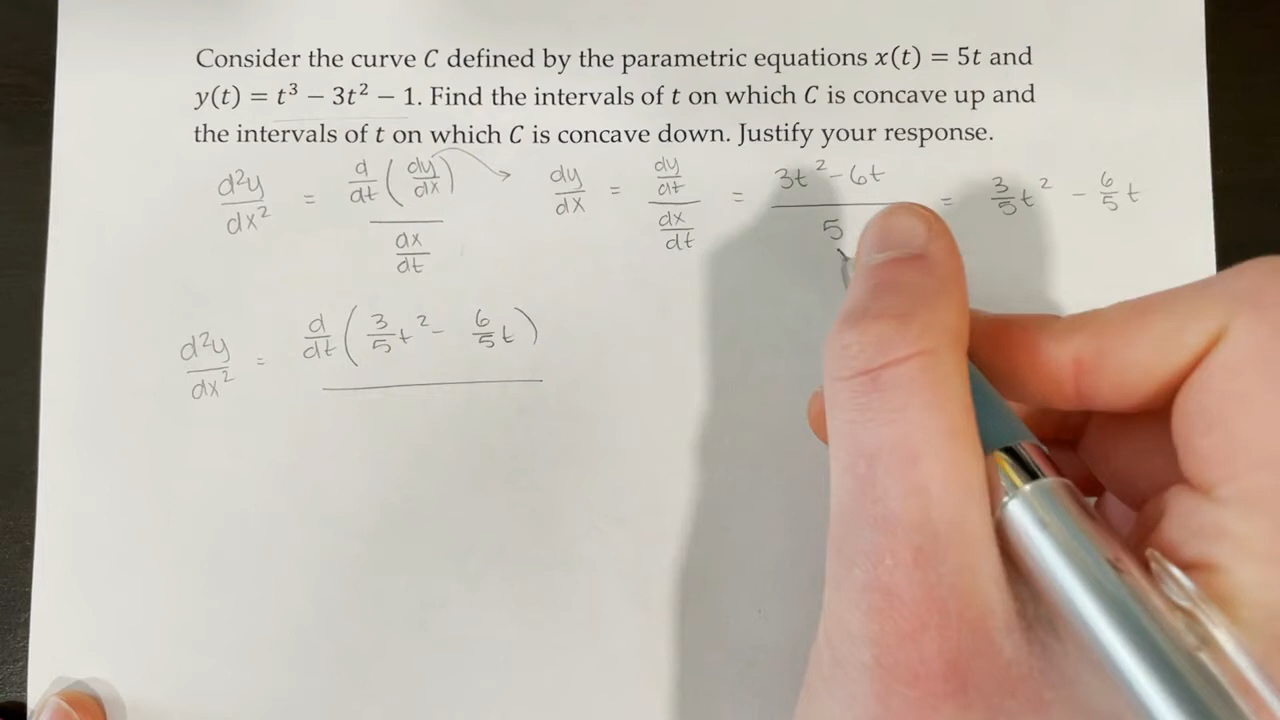 Consider the curve C defined by the parametric equations x(t) = 5t and
y(t) = t³ − 3t² − 1. Find the intervals of t on which C is concave up and
the intervals of t on which C is concave down. Justify your response.
d²y/dx² = d/dt (dy/dx) / dx/dt → dy/dx = dy/dt / dx/dt = 3t² − 6t / 5 = 3/5 t² − 6/5 t
d²y/dx² = d/dt (3/5 t² − 6/5 t)